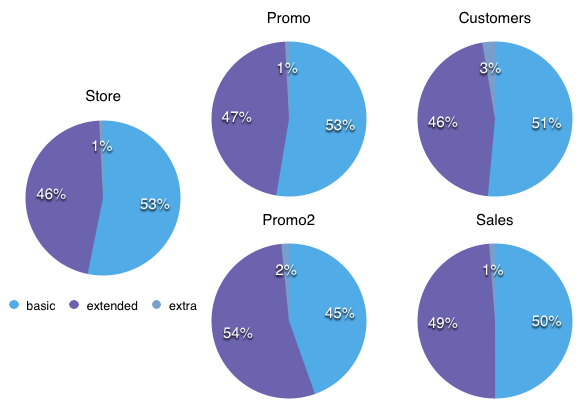 Store
1%
46%
53%
basic
extended
extra
Promo
1%
47%
53%
Customers
3%
46%
51%
Promo2
2%
45%
54%
Sales
1%
49%
50%